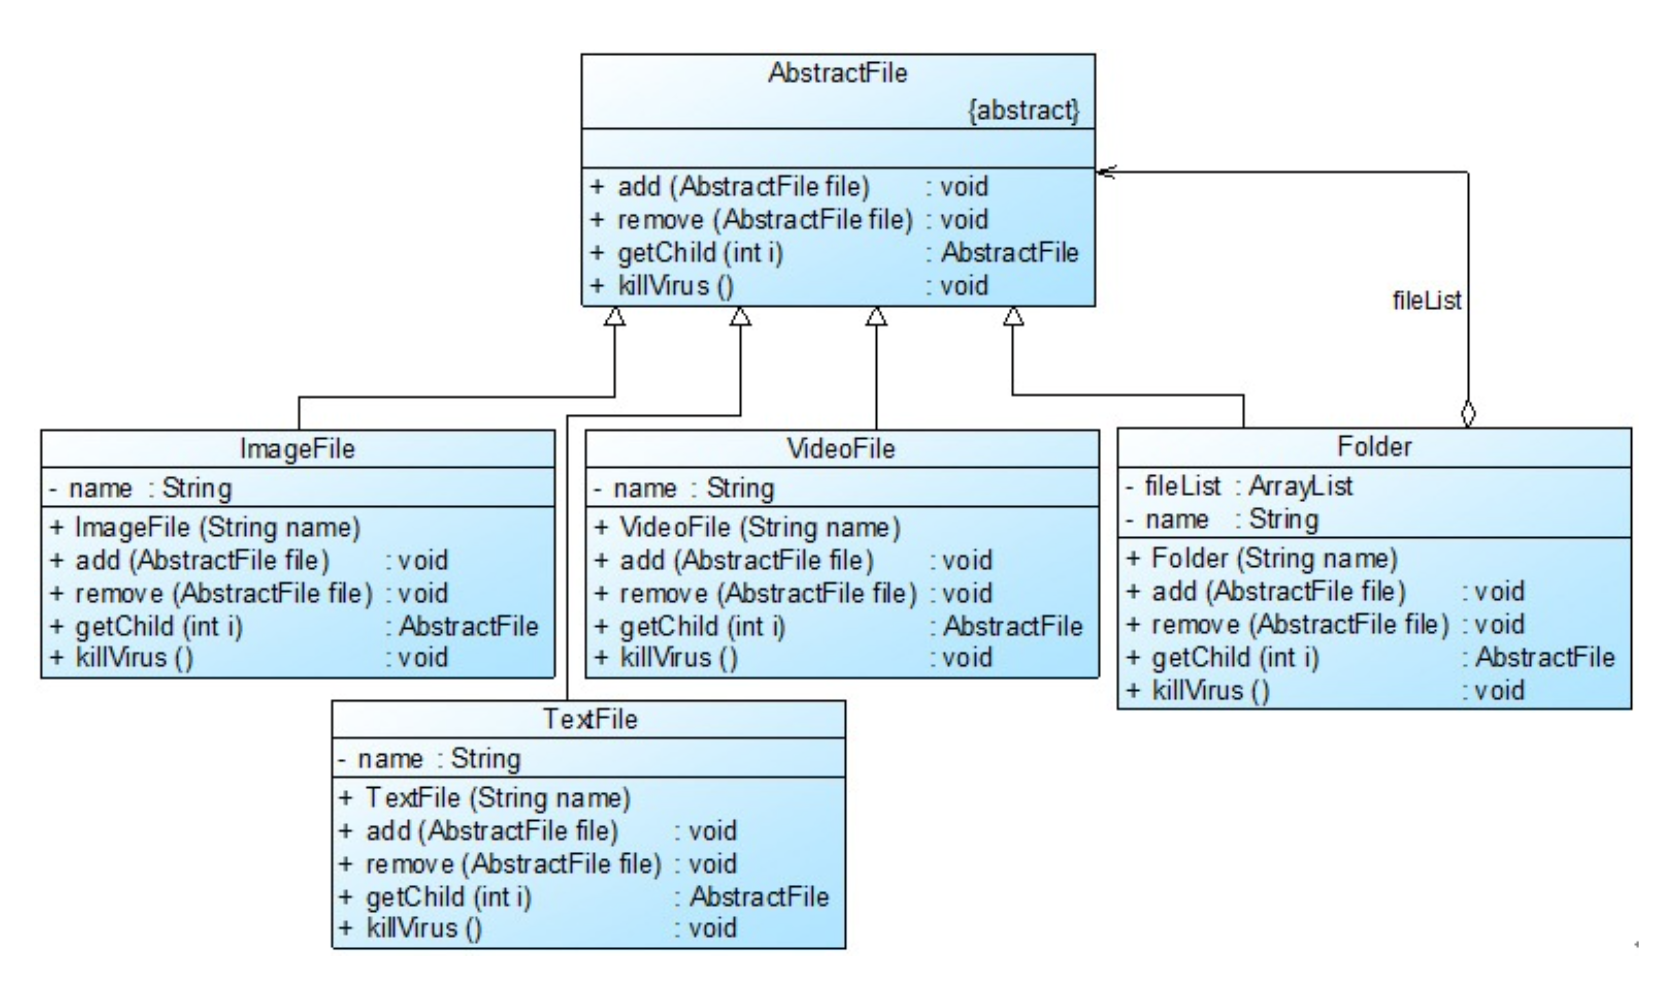 AbstractFile
{abstract}
+ add (AbstractFile file) : void
+ remove (AbstractFile file) : void
+ getChild (int i) : AbstractFile
+ killVirus () : void
fileList
ImageFile
- name : String
+ ImageFile (String name)
+ add (AbstractFile file) : void
+ remove (AbstractFile file) : void
+ getChild (int i) : AbstractFile
+ killVirus () : void
VideoFile
- name : String
+ VideoFile (String name)
+ add (AbstractFile file) : void
+ remove (AbstractFile file) : void
+ getChild (int i) : AbstractFile
+ killVirus () : void
Folder
- fileList : ArrayList
- name : String
+ Folder (String name)
+ add (AbstractFile file) : void
+ remove (AbstractFile file) : void
+ getChild (int i) : AbstractFile
+ killVirus () : void
TextFile
- name : String
+ TextFile (String name)
+ add (AbstractFile file) : void
+ remove (AbstractFile file) : void
+ getChild (int i) : AbstractFile
+ killVirus () : void